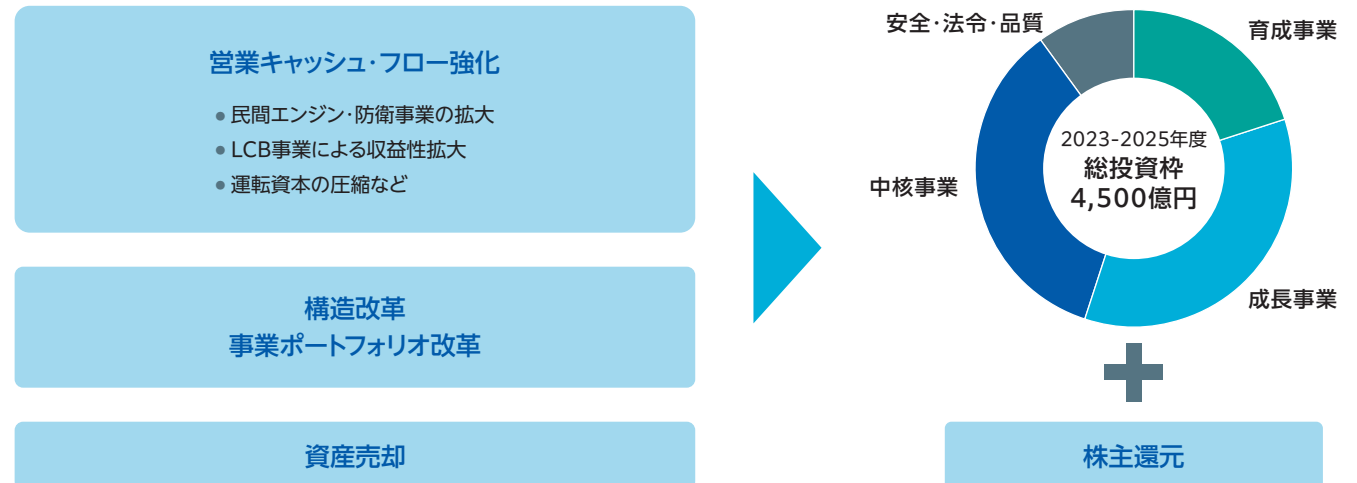 営業キャッシュ・フロー強化
● 民間エンジン・防衛事業の拡大
● LCB事業による収益性拡大
● 運転資本の圧縮など
構造改革
事業ポートフォリオ改革
資産売却
安全・法令・品質
育成事業
中核事業
2023-2025年度
総投資枠
4,500億円
成長事業
株主還元